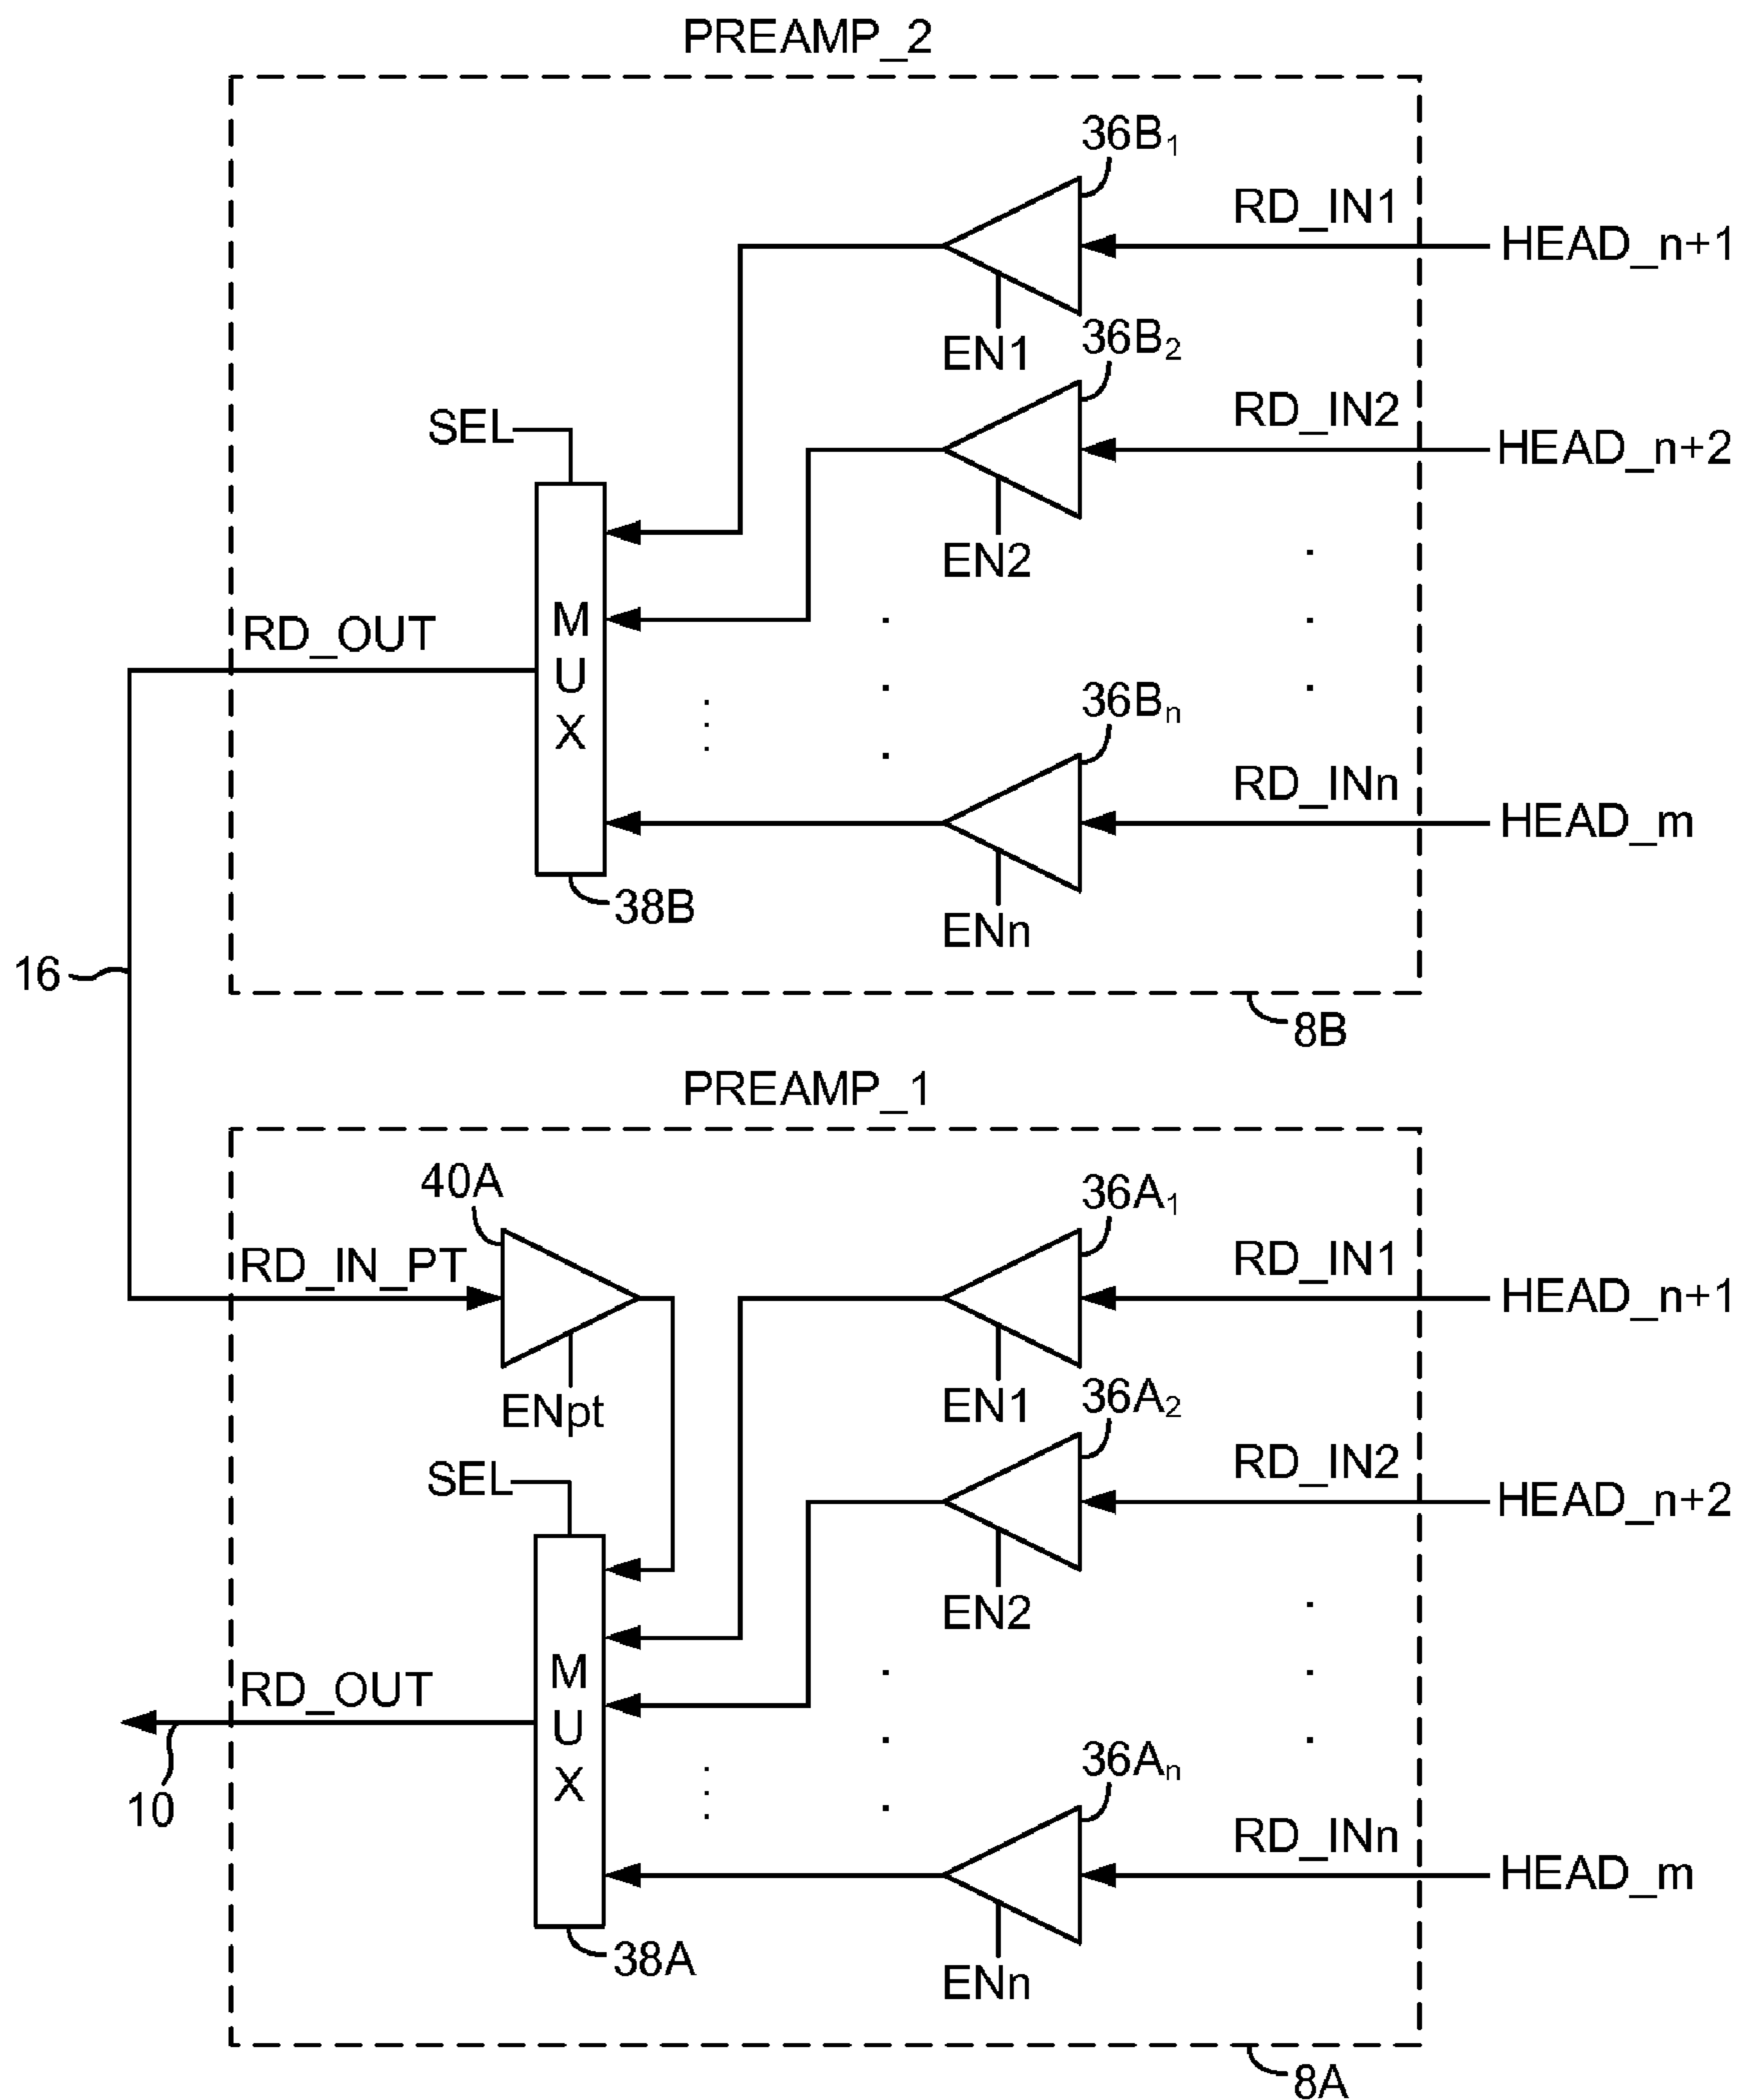 PREAMP_2
36B1
RD_IN1
HEAD_n+1
EN1
36B2
RD_IN2
HEAD_n+2
SEL
EN2
MUX
RD_OUT
36Bn
RD_INn
HEAD_m
38B
ENn
16
8B
PREAMP_1
40A
36A1
RD_IN_PT
RD_IN1
HEAD_n+1
ENpt
EN1
36A2
RD_IN2
HEAD_n+2
SEL
EN2
MUX
RD_OUT
36An
10
RD_INn
HEAD_m
38A
ENn
8A